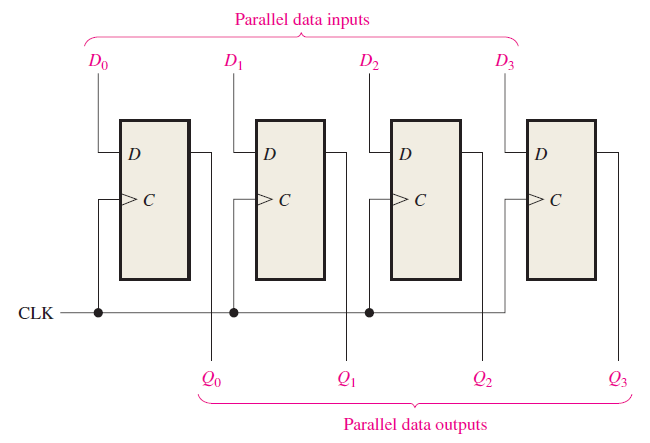 Parallel data inputs
D0 D1 D2 D3
D D D D
C C C C
CLK
Q0 Q1 Q2 Q3
Parallel data outputs